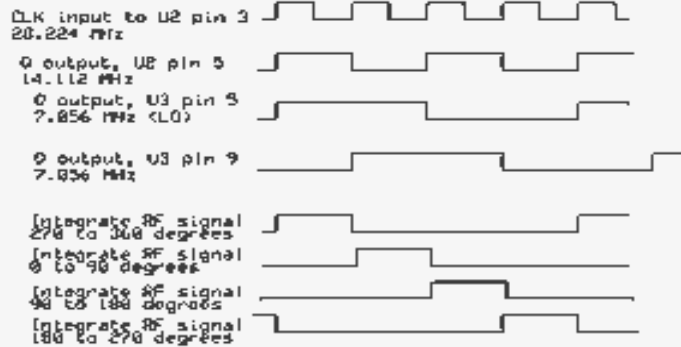 CLK input to U2 pin 3
28.224 MHz
Q output, U2 pin 5
14.112 MHz
Q output, U3 pin 5
7.056 MHz (LO)
Q output, U3 pin 9
7.056 MHz
Integrate RF signal
270 to 360 degrees
Integrate RF signal
0 to 90 degrees
Integrate RF signal
90 to 180 degrees
Integrate RF signal
180 to 270 degrees